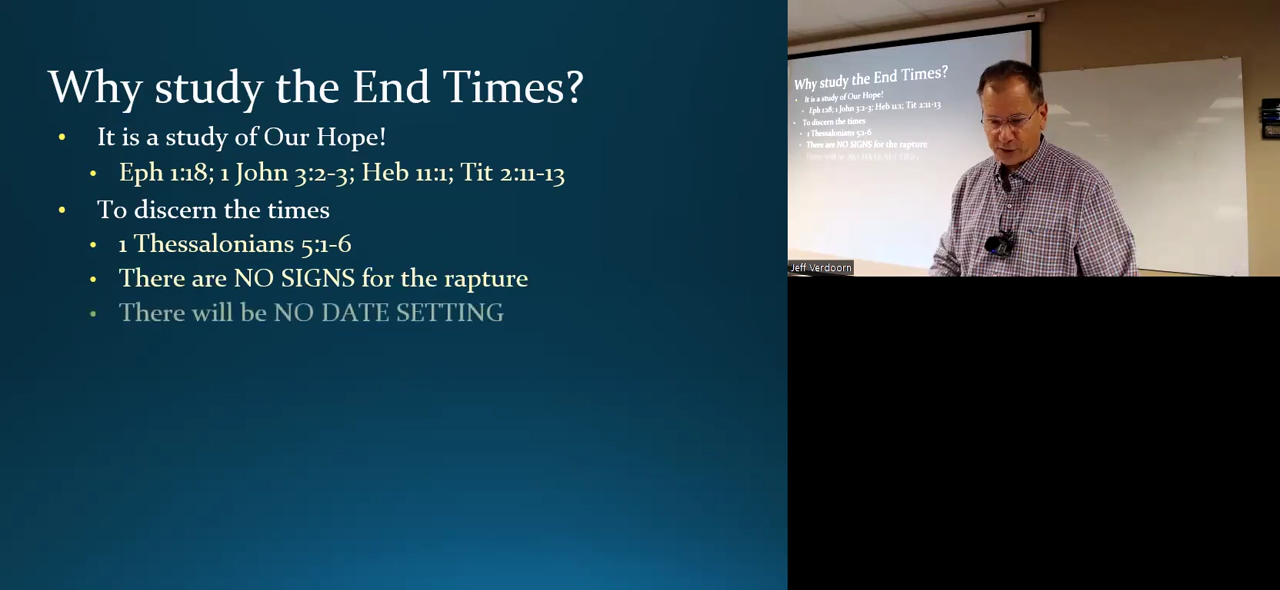 Why study the End Times?
• It is a study of Our Hope!
• Eph 1:18; 1 John 3:2-3; Heb 11:1; Tit 2:11-13
• To discern the times
• 1 Thessalonians 5:1-6
• There are NO SIGNS for the rapture
• There will be NO DATE SETTING
Why study the End Times?
• It is a study of Our Hope!
• Eph 1:18; 1 John 3:2-3; Heb 11:1; Tit 2:11-13
• To discern the times
• 1 Thessalonians 5:1-6
• There are NO SIGNS for the rapture
Jeff Verdoorn